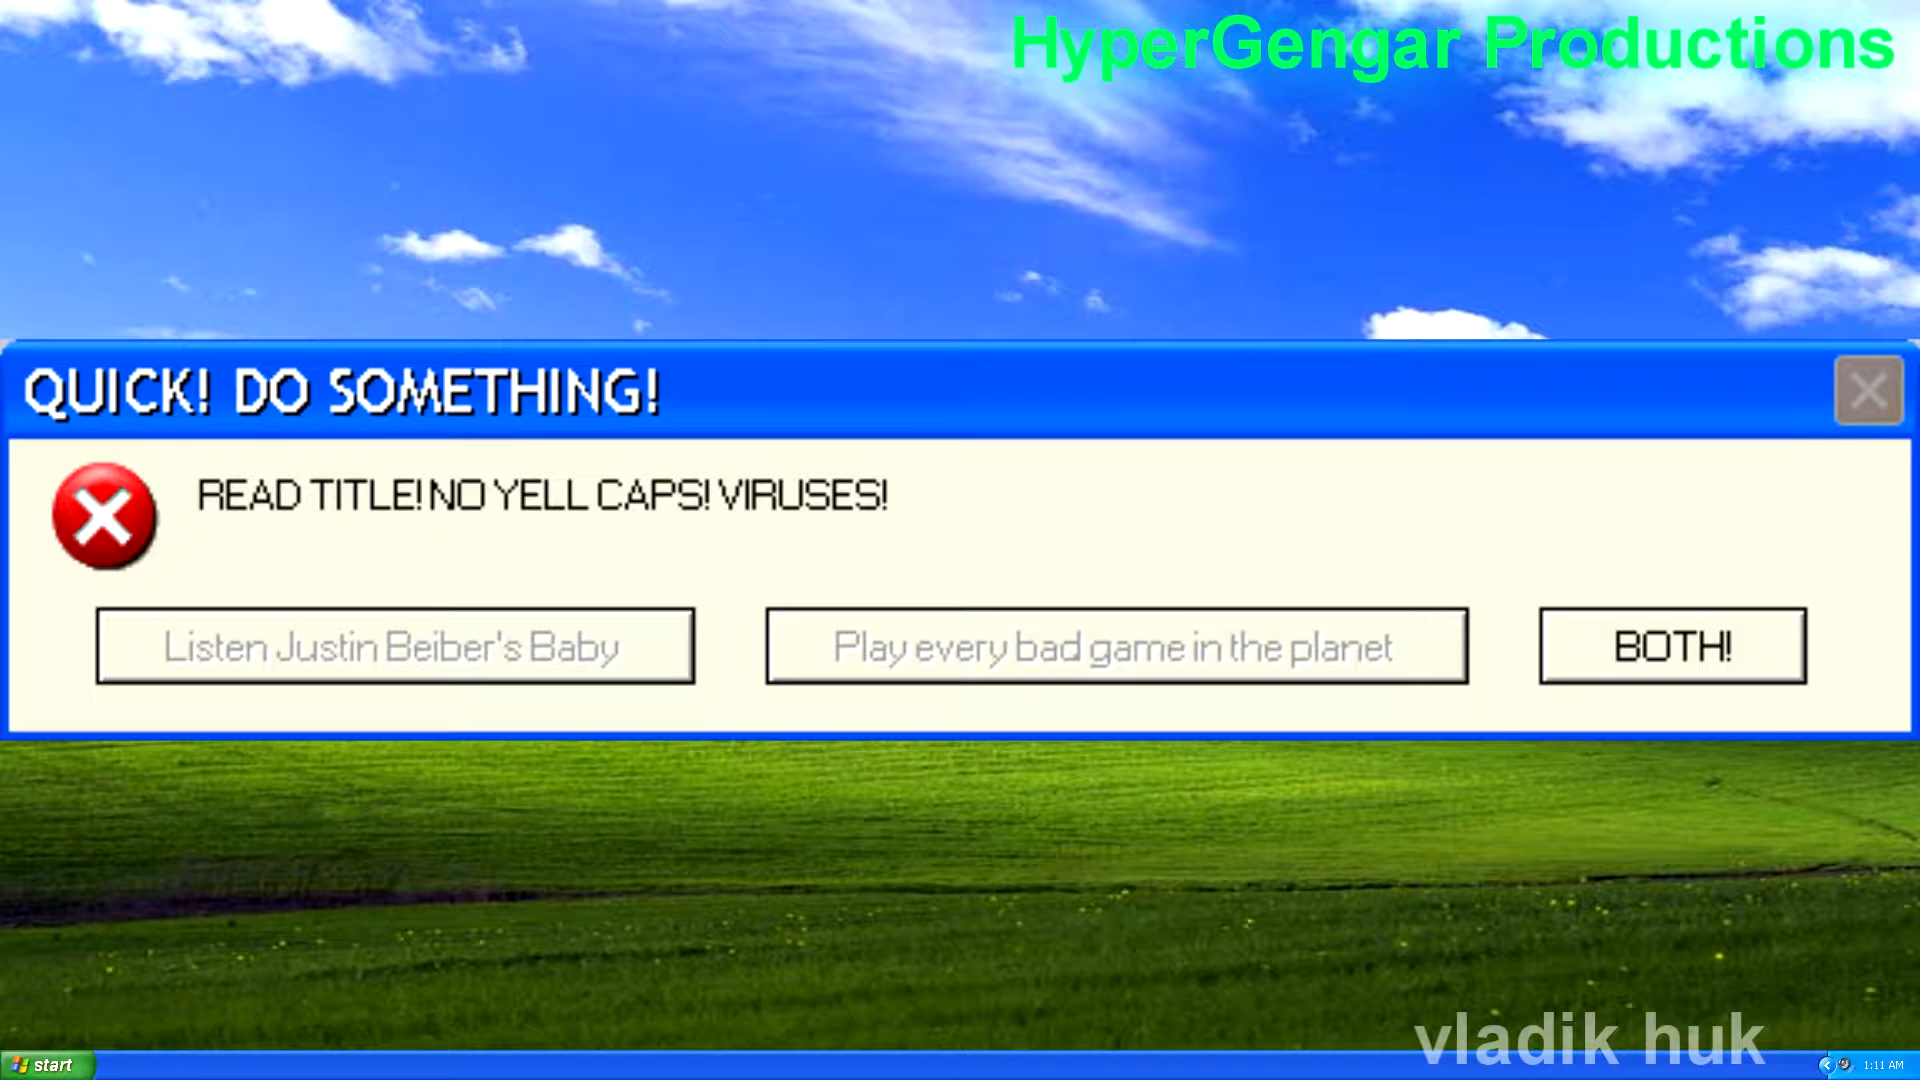 HyperGengar Productions
QUICK! DO SOMETHING!
READ TITLE! NO YELL CAPS! VIRUSES!
Listen Justin Beiber's Baby
Play every bad game in the planet
BOTH!
vladik huk
start
1:11 AM